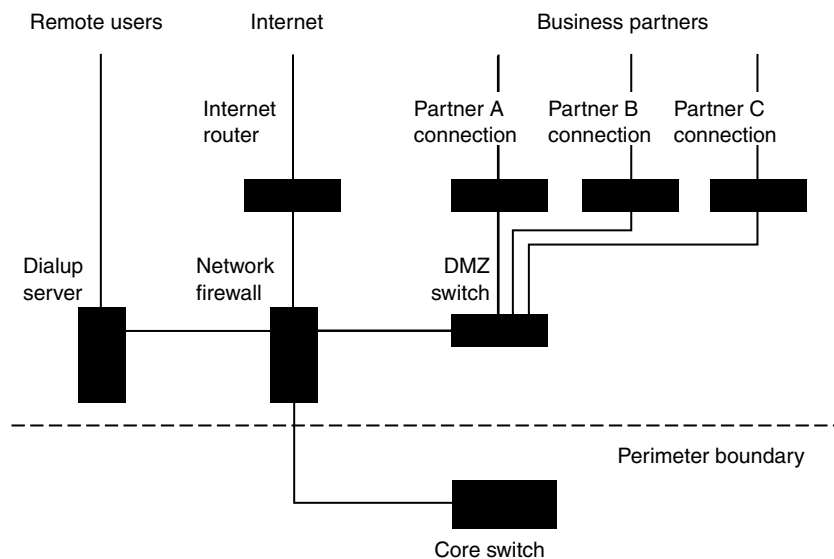 Remote users
Internet
Business partners
Internet
router
Partner A
connection
Partner B
connection
Partner C
connection
Dialup
server
Network
firewall
DMZ
switch
Perimeter boundary
Core switch